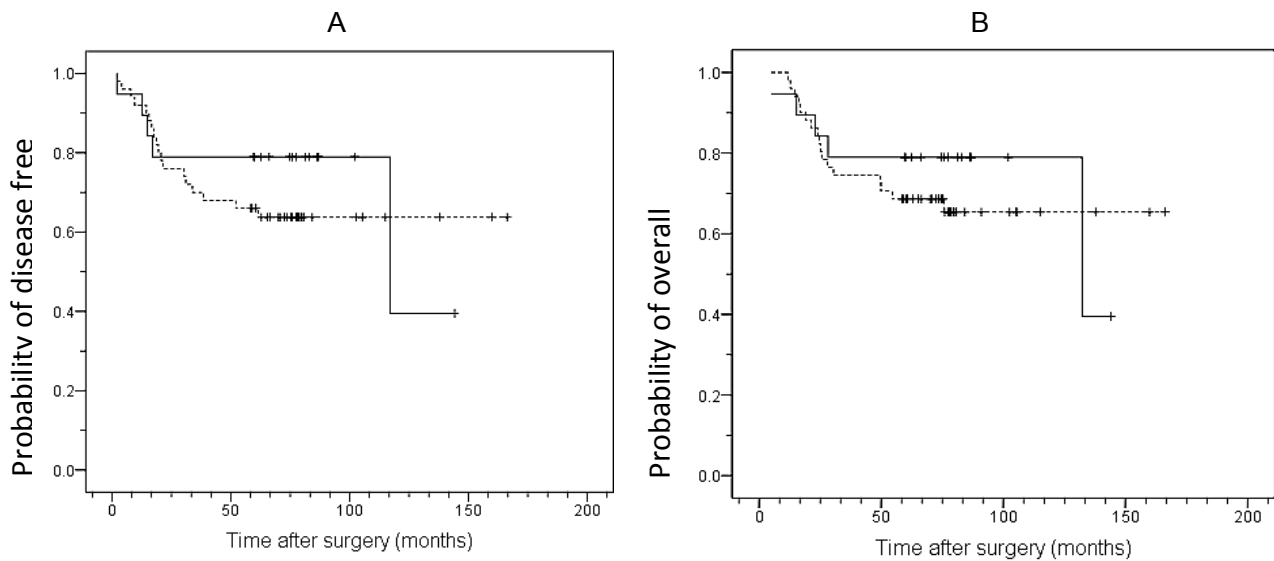 A
Probability of disease free
1.0
0.8
0.6
0.4
0.2
0.0
0 50 100 150 200
Time after surgery (months)
B
Probability of overall
1.0
0.8
0.6
0.4
0.2
0.0
0 50 100 150 200
Time after surgery (months)